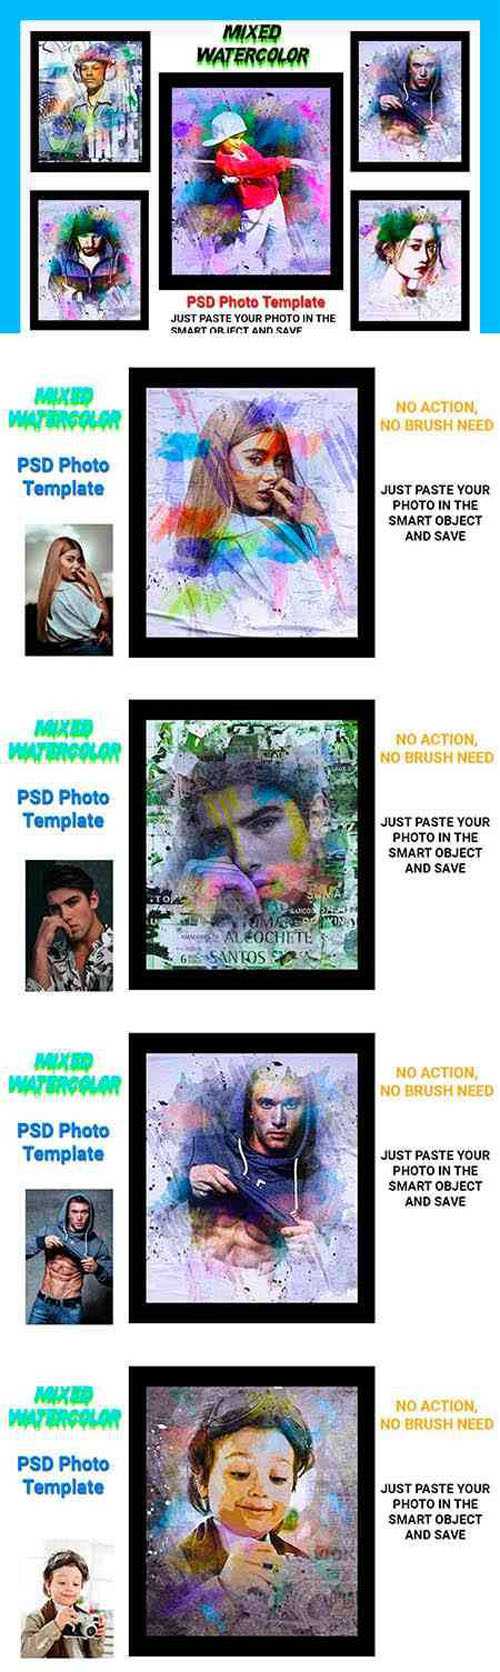 MIXED
WATERCOLOR
PSD Photo Template
JUST PASTE YOUR PHOTO IN THE
SMART OBJECT AND SAVE
MIXED
WATERCOLOR
PSD Photo
Template
NO ACTION,
NO BRUSH NEED
JUST PASTE YOUR
PHOTO IN THE
SMART OBJECT
AND SAVE
MIXED
WATERCOLOR
PSD Photo
Template
NO ACTION,
NO BRUSH NEED
JUST PASTE YOUR
PHOTO IN THE
SMART OBJECT
AND SAVE
ALCOCHETE
SANTOS
MIXED
WATERCOLOR
PSD Photo
Template
NO ACTION,
NO BRUSH NEED
JUST PASTE YOUR
PHOTO IN THE
SMART OBJECT
AND SAVE
MIXED
WATERCOLOR
PSD Photo
Template
NO ACTION,
NO BRUSH NEED
JUST PASTE YOUR
PHOTO IN THE
SMART OBJECT
AND SAVE